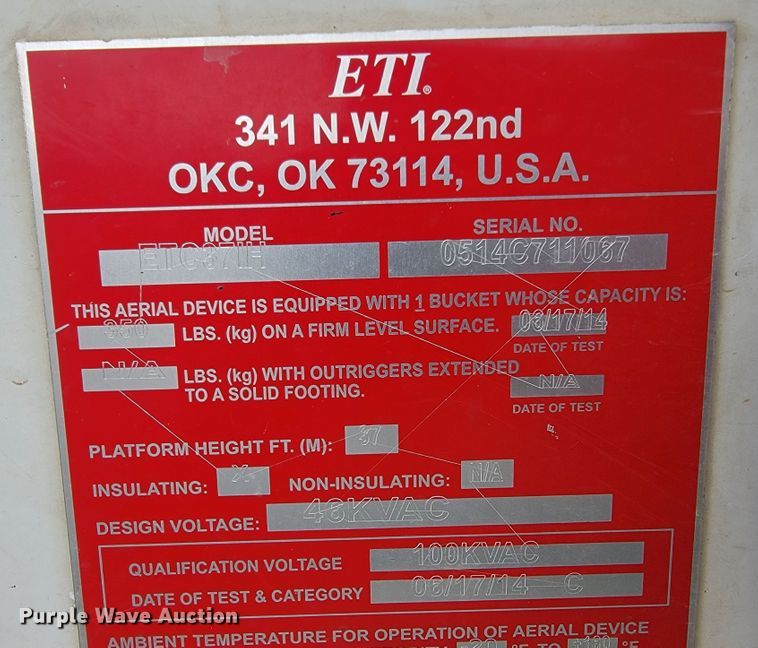 ETI®
341 N.W. 122nd
OKC, OK 73114, U.S.A.
MODEL SERIAL NO.
ETC37IH 0514C711067
THIS AERIAL DEVICE IS EQUIPPED WITH 1 BUCKET WHOSE CAPACITY IS:
350 LBS. (kg) ON A FIRM LEVEL SURFACE. 06/17/14
DATE OF TEST
N/A LBS. (kg) WITH OUTRIGGERS EXTENDED N/A
TO A SOLID FOOTING. DATE OF TEST
PLATFORM HEIGHT FT. (M): 37
INSULATING: X NON-INSULATING: N/A
DESIGN VOLTAGE: 46KVAC
QUALIFICATION VOLTAGE 100KVAC
DATE OF TEST & CATEGORY 06/17/14 C
Purple Wave Auction
AMBIENT TEMPERATURE FOR OPERATION OF AERIAL DEVICE
°F. TO °F